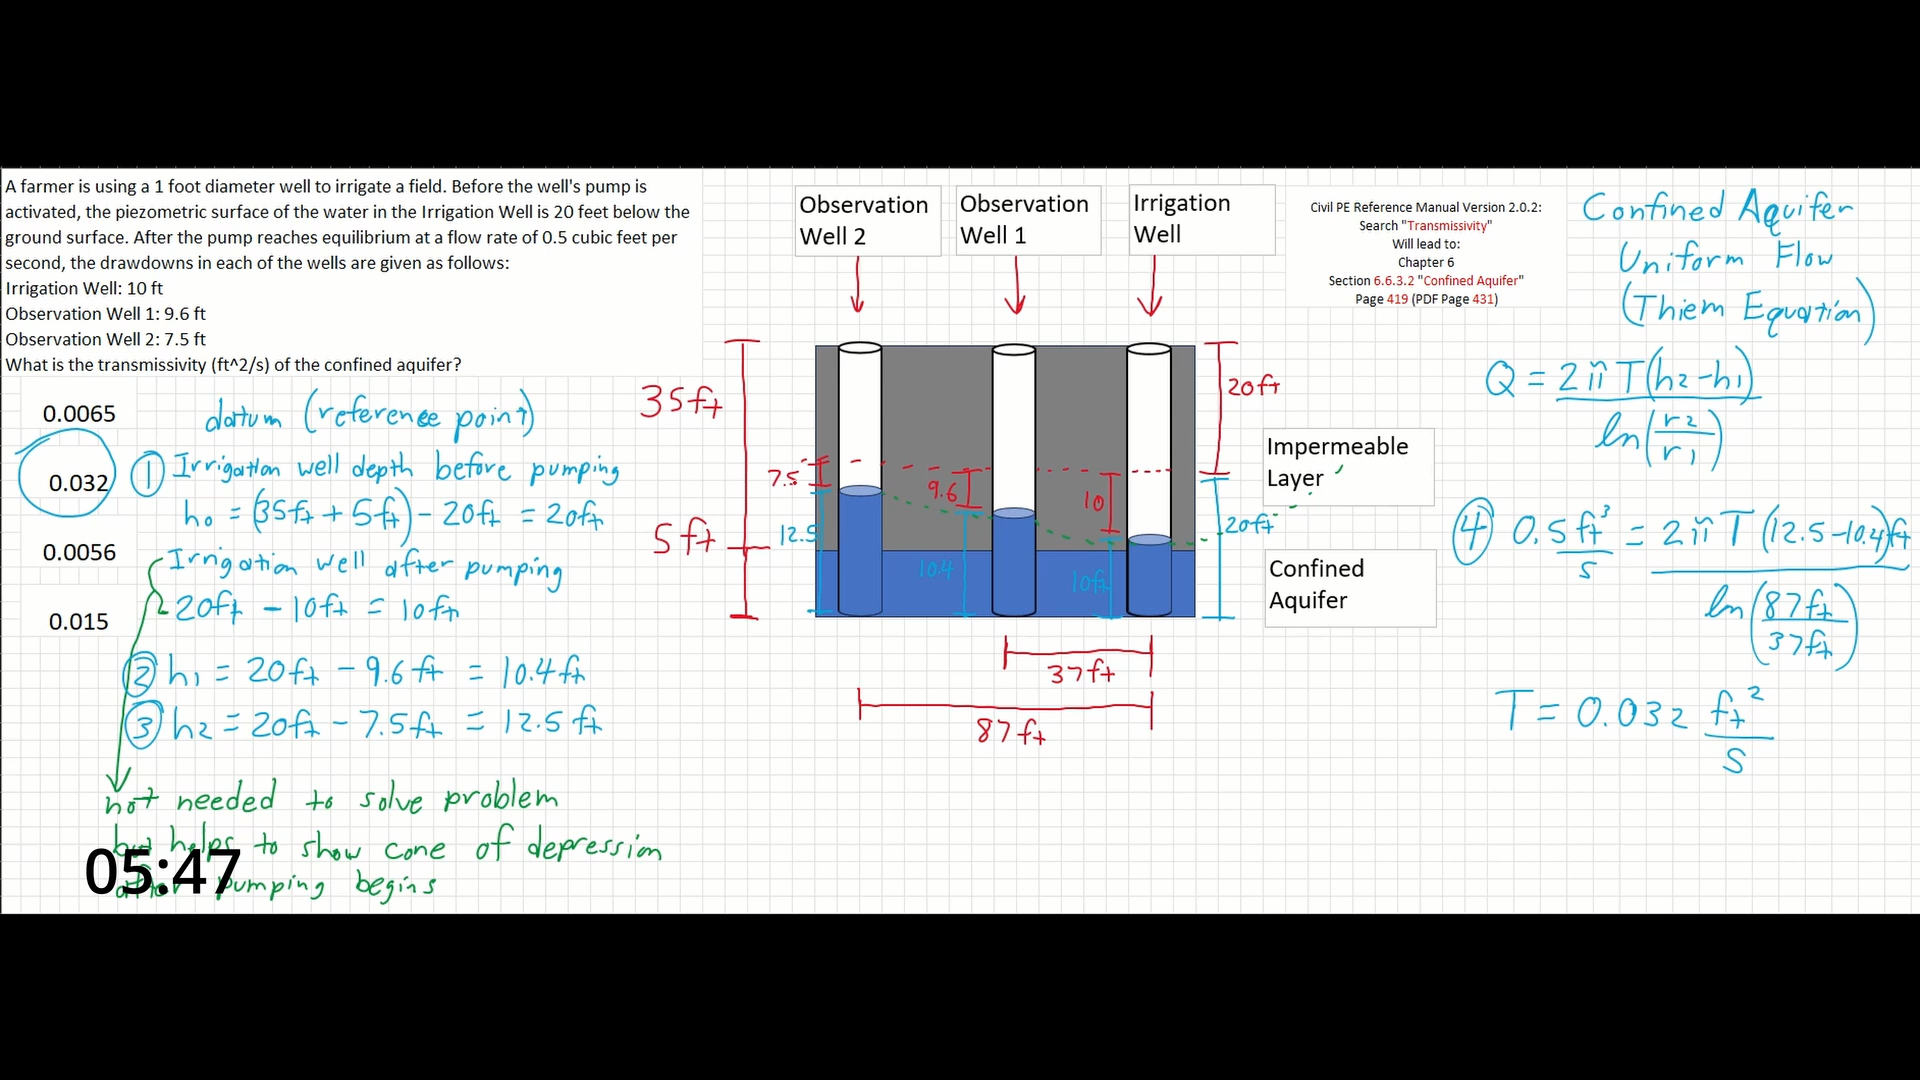 A farmer is using a 1 foot diameter well to irrigate a field. Before the well's pump is
activated, the piezometric surface of the water in the Irrigation Well is 20 feet below the
ground surface. After the pump reaches equilibrium at a flow rate of 0.5 cubic feet per
second, the drawdowns in each of the wells are given as follows:
Irrigation Well: 10 ft
Observation Well 1: 9.6 ft
Observation Well 2: 7.5 ft
What is the transmissivity (ft^2/s) of the confined aquifer?
0.0065
0.032
0.0056
0.015
datum (reference point)
① Irrigation well depth before pumping
h₀ = (35ft + 5ft) - 20ft = 20ft
Irrigation well after pumping
20ft - 10ft = 10ft
② h₁ = 20ft - 9.6ft = 10.4ft
③ h₂ = 20ft - 7.5ft = 12.5ft
not needed to solve problem
but helps to show cone of depression
after pumping begins
05:47
Observation
Well 2
Observation
Well 1
Irrigation
Well
35ft
5ft
7.5
12.5
9.6
10.4
10
10ft
20ft
20ft
37ft
87ft
Impermeable
Layer
Confined
Aquifer
Civil PE Reference Manual Version 2.0.2:
Search "Transmissivity"
Will lead to:
Chapter 6
Section 6.6.3.2 "Confined Aquifer"
Page 419 (PDF Page 431)
Confined Aquifer
Uniform Flow
(Thiem Equation)
Q = 2πT(h₂-h₁)
ln(r₂/r₁)
④ 0.5 ft³/s = 2πT(12.5-10.4)ft
ln(87ft/37ft)
T = 0.032 ft²/s